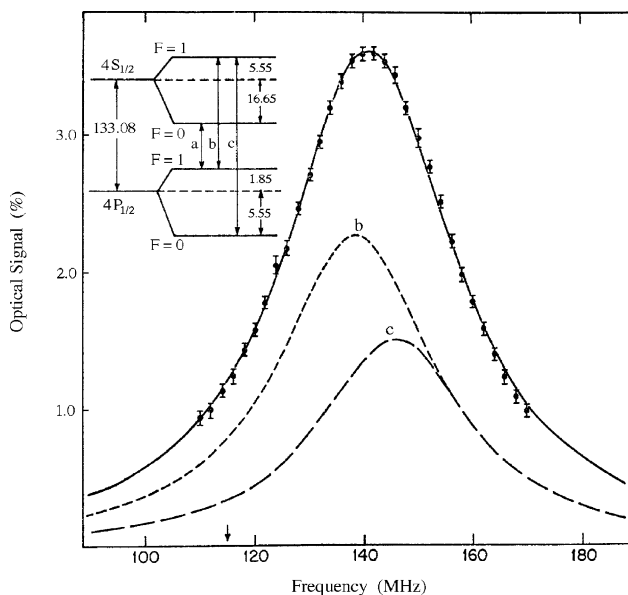 F = 1
4S1/2
5.55
16.65
133.08
F = 0
a b c
F = 1
1.85
4P1/2
5.55
F = 0
3.0
2.0
1.0
b
c
100 120 140 160 180
Optical Signal (%)
Frequency (MHz)